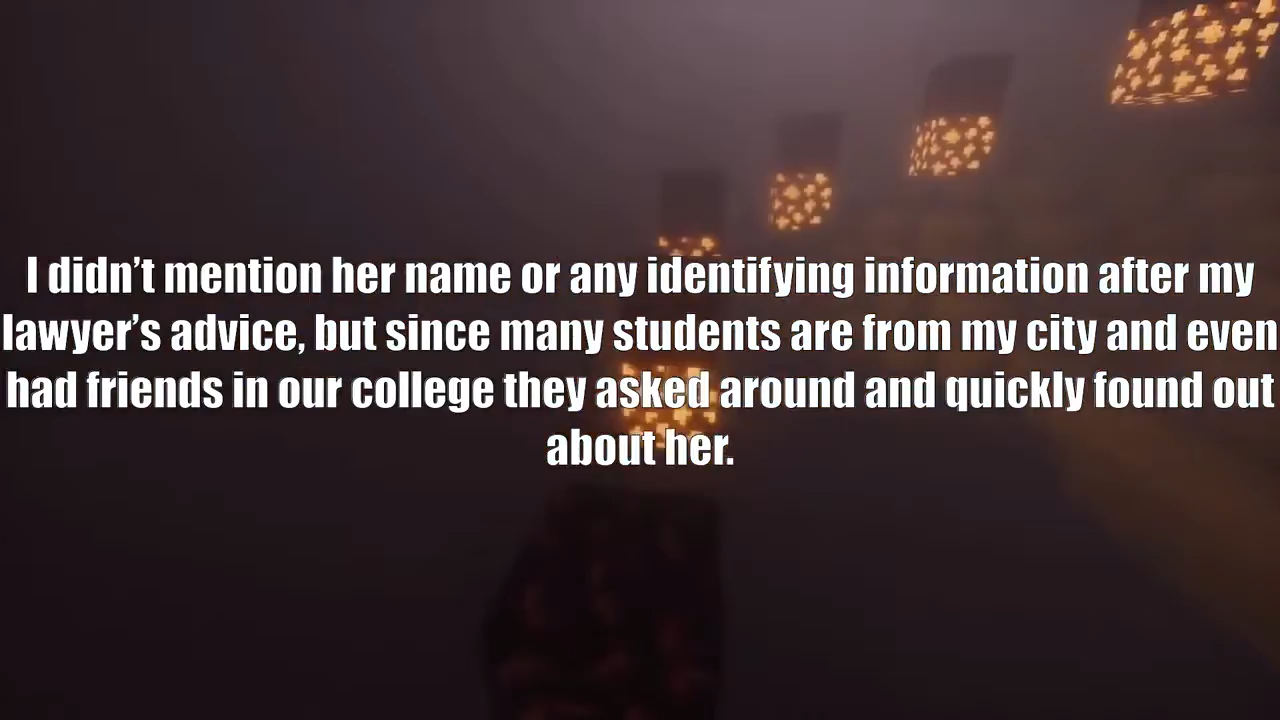 I didn’t mention her name or any identifying information after my
lawyer’s advice, but since many students are from my city and even
had friends in our college they asked around and quickly found out
about her.